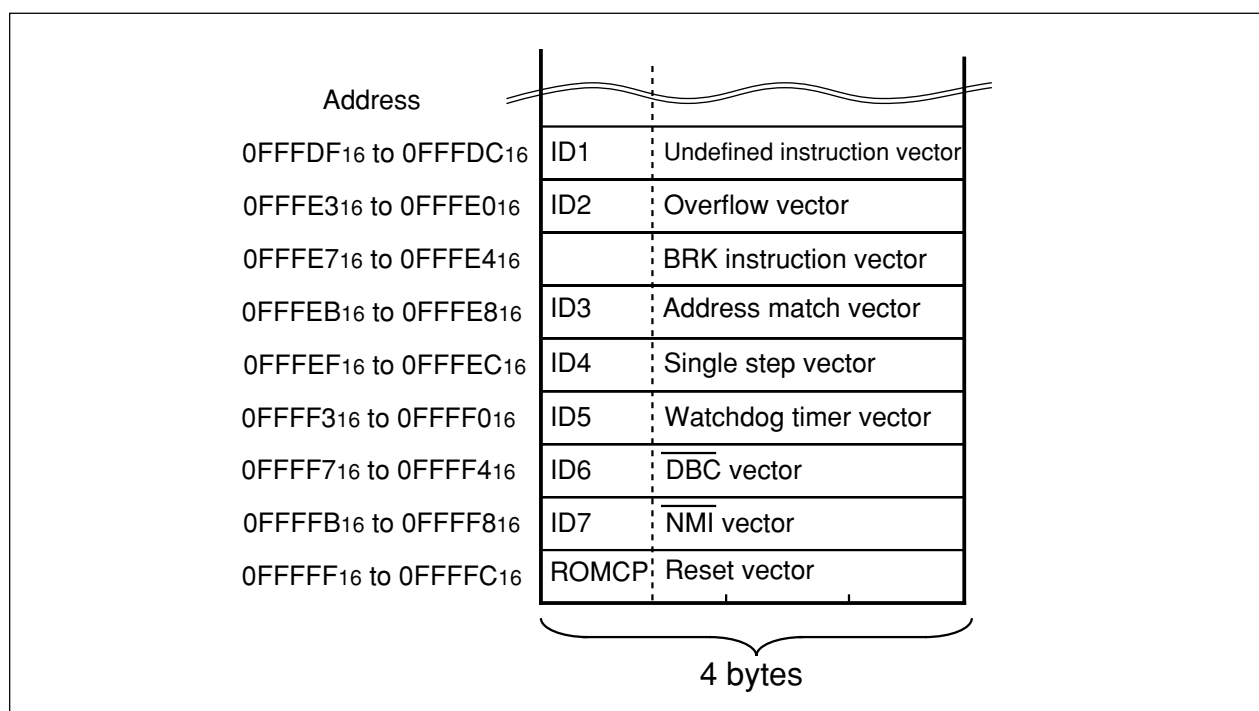 Address
0FFFDF16 to 0FFFDC16 ID1 Undefined instruction vector
0FFFE316 to 0FFFE016 ID2 Overflow vector
0FFFE716 to 0FFFE416 BRK instruction vector
0FFFEB16 to 0FFFE816 ID3 Address match vector
0FFFEF16 to 0FFFEC16 ID4 Single step vector
0FFFF316 to 0FFFF016 ID5 Watchdog timer vector
0FFFF716 to 0FFFF416 ID6 DBC vector
0FFFFB16 to 0FFFF816 ID7 NMI vector
0FFFFF16 to 0FFFFC16 ROMCP Reset vector
4 bytes